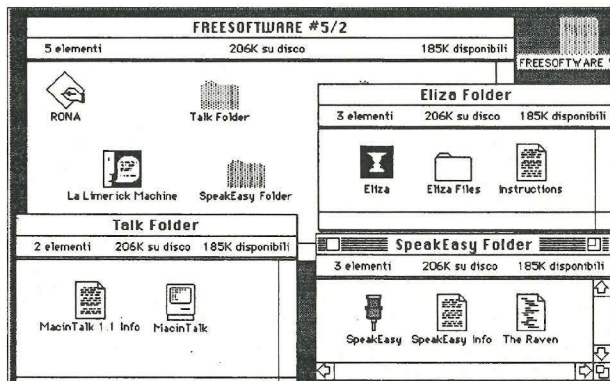 FREESOFTWARE #5/2
5 elementi 206K su disco 185K disponibili
FREESOFTWARE
RONA
Talk Folder
La Limerick Machine
SpeakEasy Folder
Eliza Folder
3 elementi 206K su disco 185K disponibili
Eliza
Eliza Files
Instructions
Talk Folder
2 elementi 206K su disco 185K disponibili
MacinTalk 1.1 Info
MacinTalk
SpeakEasy Folder
3 elementi 206K su disco 185K disponibili
SpeakEasy
SpeakEasy Info
The Raven